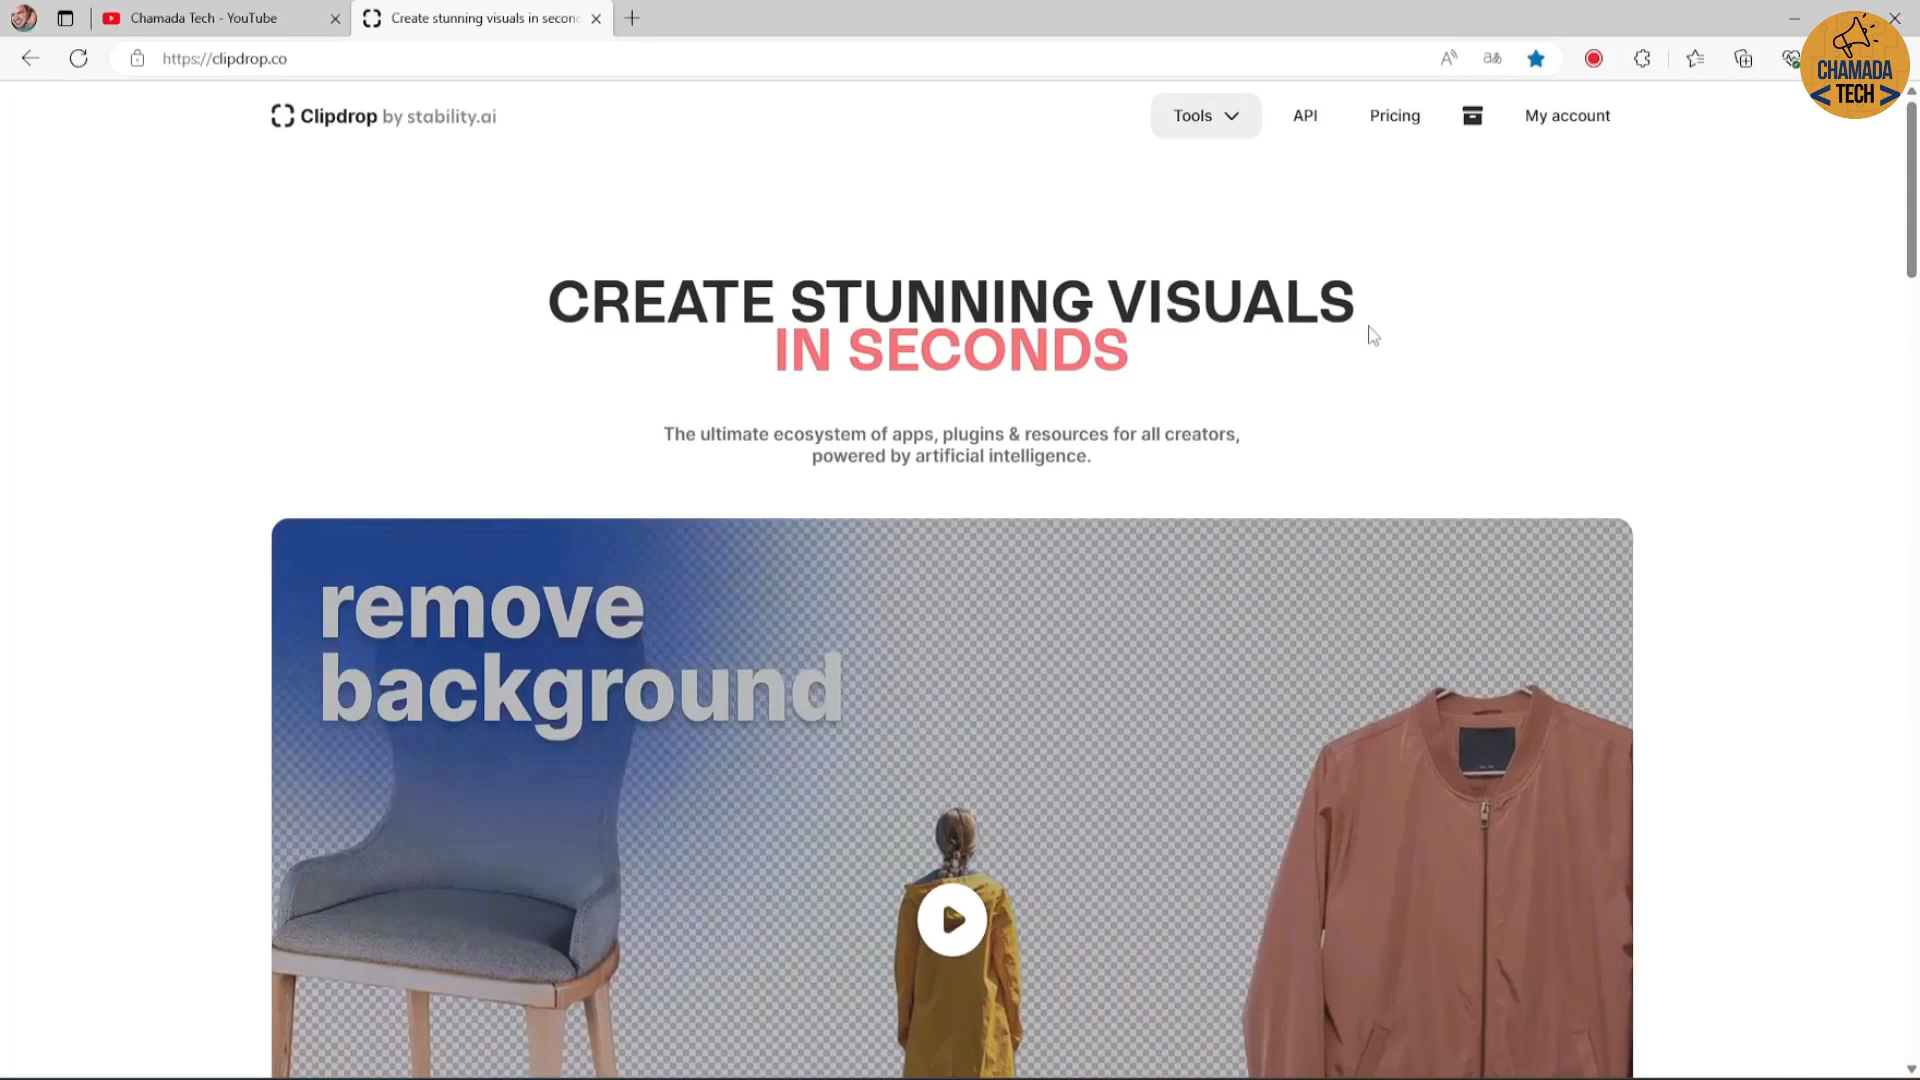 Chamada Tech - YouTube
Create stunning visuals in secon
https://clipdrop.co
CHAMADA
TECH
Clipdrop by stability.ai
Tools
API
Pricing
My account
CREATE STUNNING VISUALS
IN SECONDS
The ultimate ecosystem of apps, plugins & resources for all creators,
powered by artificial intelligence.
remove
background